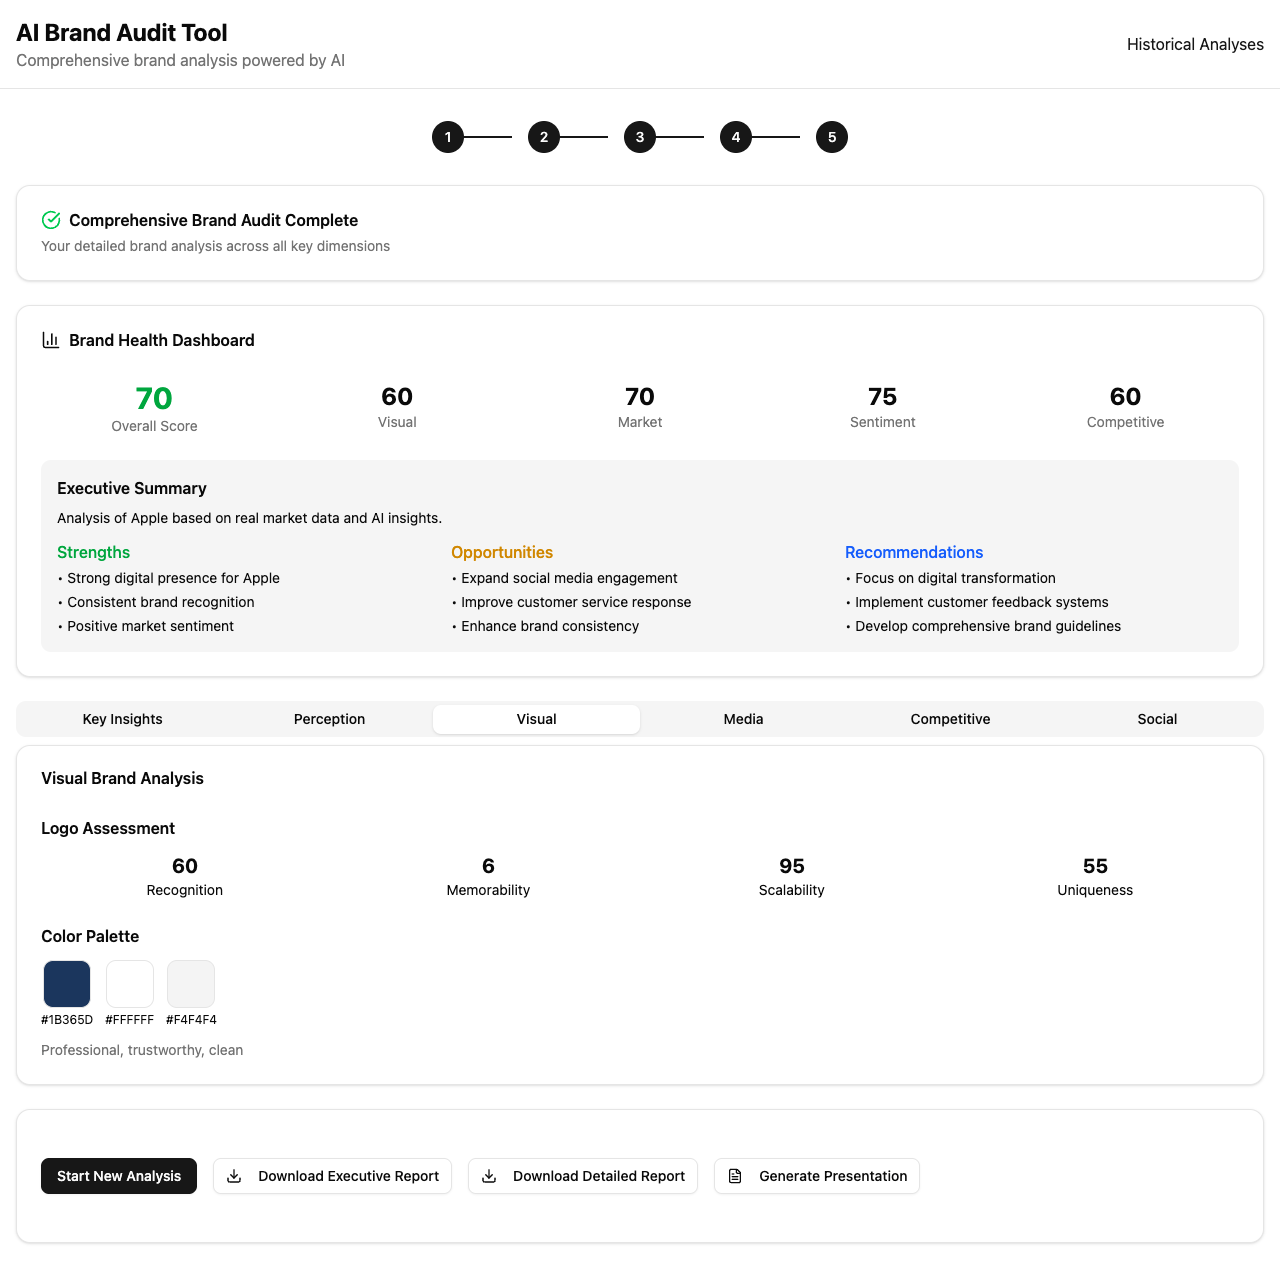 AI Brand Audit Tool
Comprehensive brand analysis powered by AI
Historical Analyses
1 2 3 4 5
Comprehensive Brand Audit Complete
Your detailed brand analysis across all key dimensions
Brand Health Dashboard
70 60 70 75 60
Overall Score Visual Market Sentiment Competitive
Executive Summary
Analysis of Apple based on real market data and AI insights.
Strengths
• Strong digital presence for Apple
• Consistent brand recognition
• Positive market sentiment
Opportunities
• Expand social media engagement
• Improve customer service response
• Enhance brand consistency
Recommendations
• Focus on digital transformation
• Implement customer feedback systems
• Develop comprehensive brand guidelines
Key Insights Perception Visual Media Competitive Social
Visual Brand Analysis
Logo Assessment
60 6 95 55
Recognition Memorability Scalability Uniqueness
Color Palette
#1B365D #FFFFFF #F4F4F4
Professional, trustworthy, clean
Start New Analysis Download Executive Report Download Detailed Report Generate Presentation